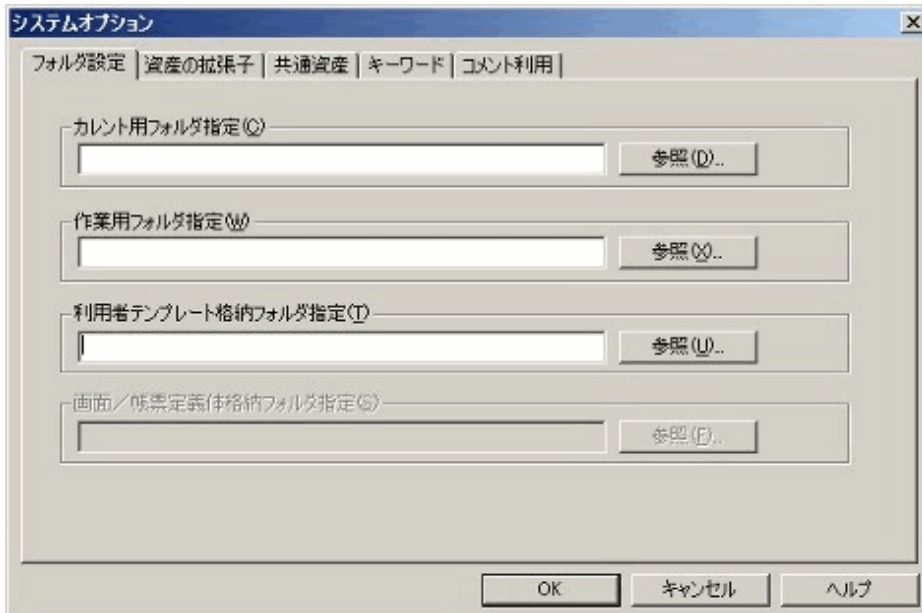 システムオプション
フォルダ設定 資産の拡張子 共通資産 キーワード コメント利用
カレント用フォルダ指定(C)
参照(D)..
作業用フォルダ指定(W)
参照(X)..
利用者テンプレート格納フォルダ指定(T)
参照(U)..
画面／帳票定義体格納フォルダ指定(S)
参照(F)..
OK キャンセル ヘルプ